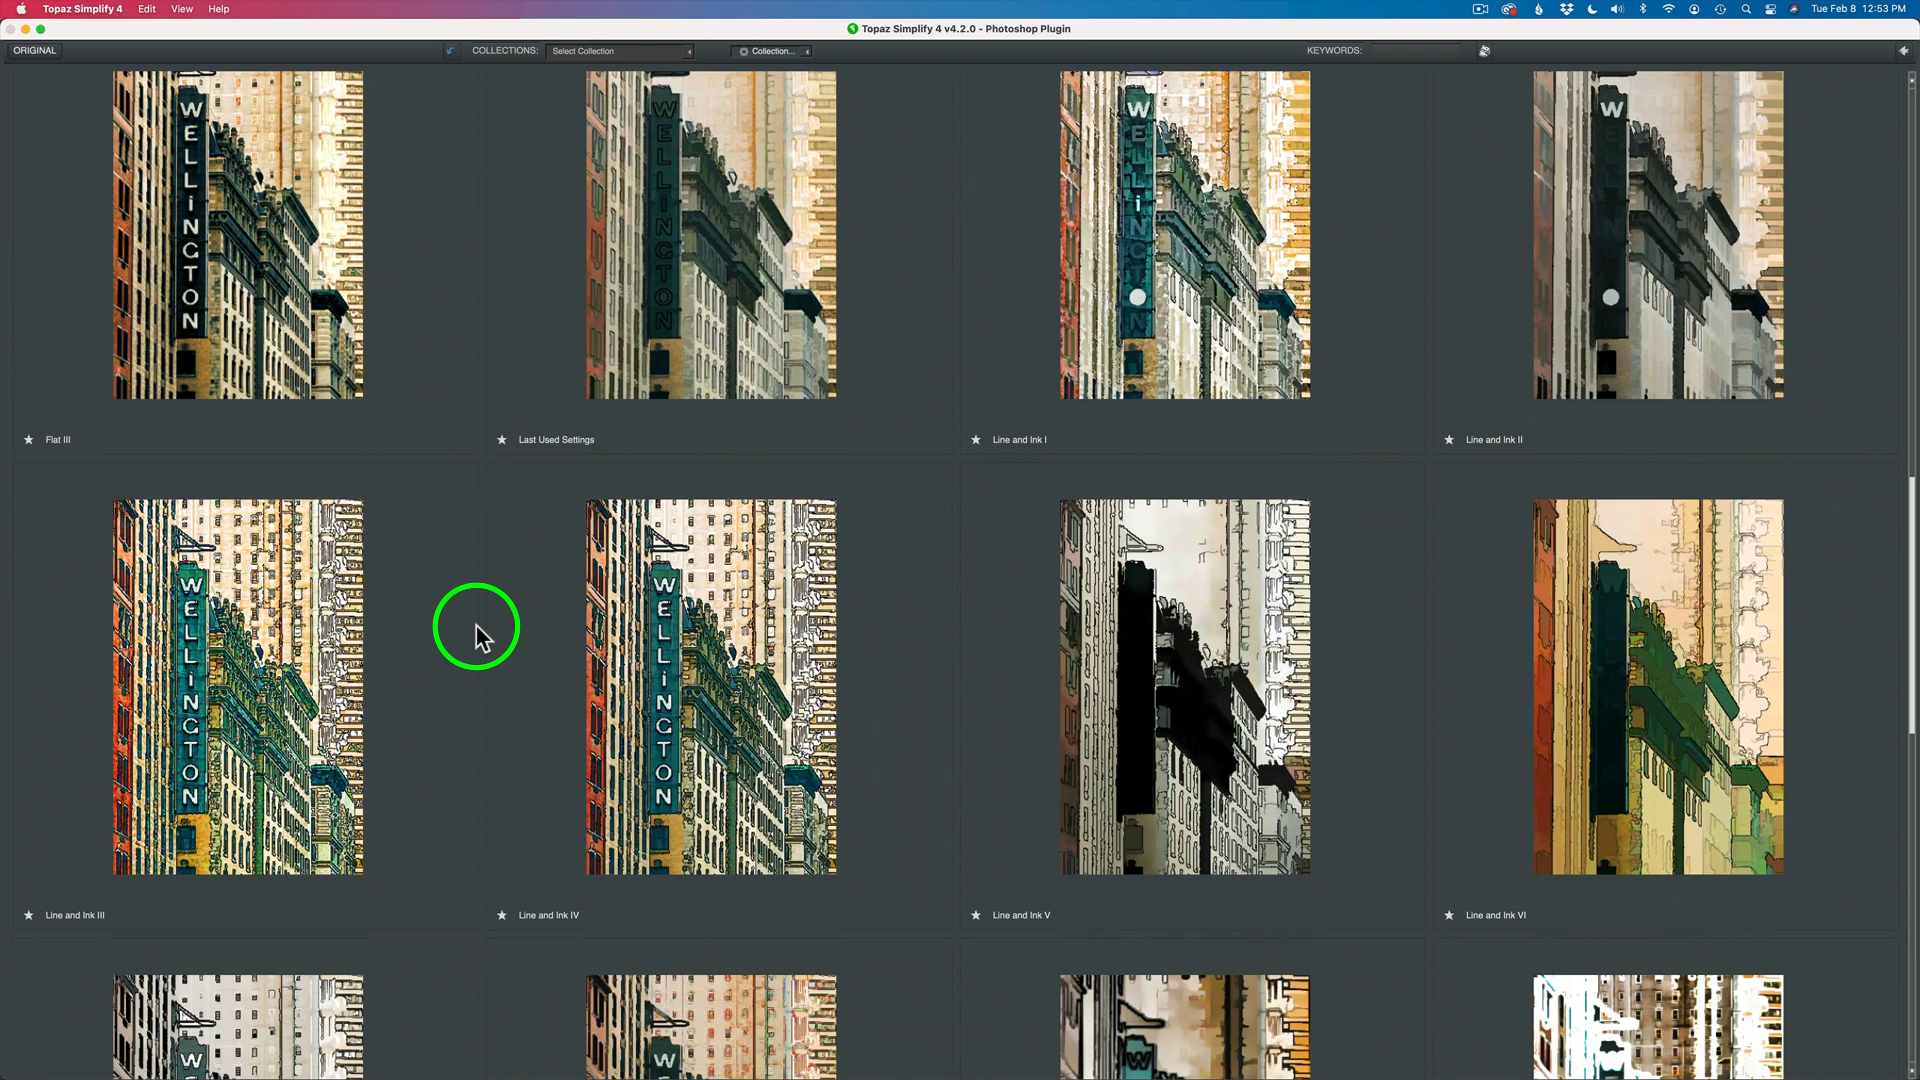 Topaz Simplify 4 Edit View Help Tue Feb 8 12:53 PM
Topaz Simplify 4 v4.2.0 - Photoshop Plugin
ORIGINAL COLLECTIONS: Select Collection Collection... KEYWORDS:
WELLiNGTON
WELLiNGTON
WELLiNGTON
W
Flat III
Last Used Settings
Line and Ink I
Line and Ink II
WELLiNGTON
WELLiNGTON
Line and Ink III
Line and Ink IV
Line and Ink V
Line and Ink VI
WE
WE
W